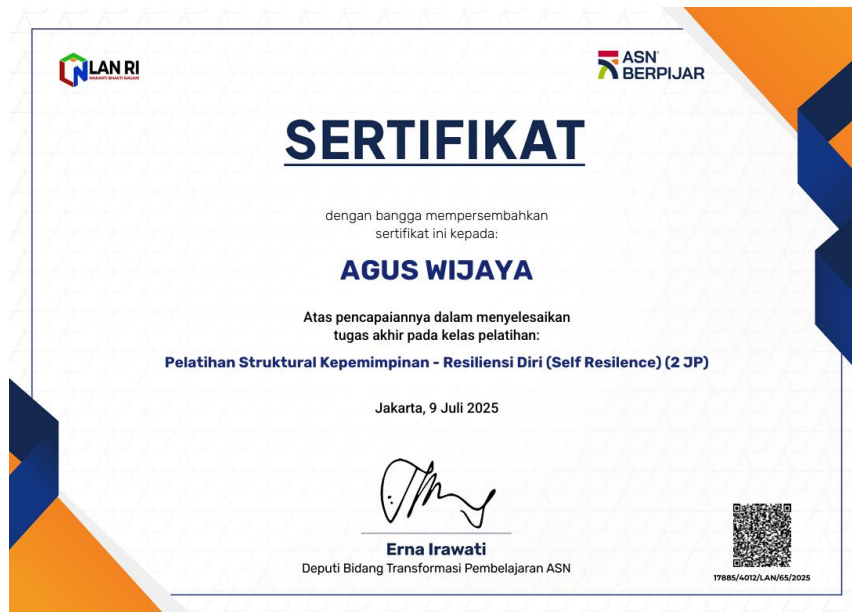 LAN RI
MAKARTI BHAKTI NAGARI
ASN
BERPIJAR
SERTIFIKAT
dengan bangga mempersembahkan
sertifikat ini kepada:
AGUS WIJAYA
Atas pencapaiannya dalam menyelesaikan
tugas akhir pada kelas pelatihan:
Pelatihan Struktural Kepemimpinan - Resiliensi Diri (Self Resilence) (2 JP)
Jakarta, 9 Juli 2025
Erna Irawati
Deputi Bidang Transformasi Pembelajaran ASN
17885/4012/LAN/65/2025